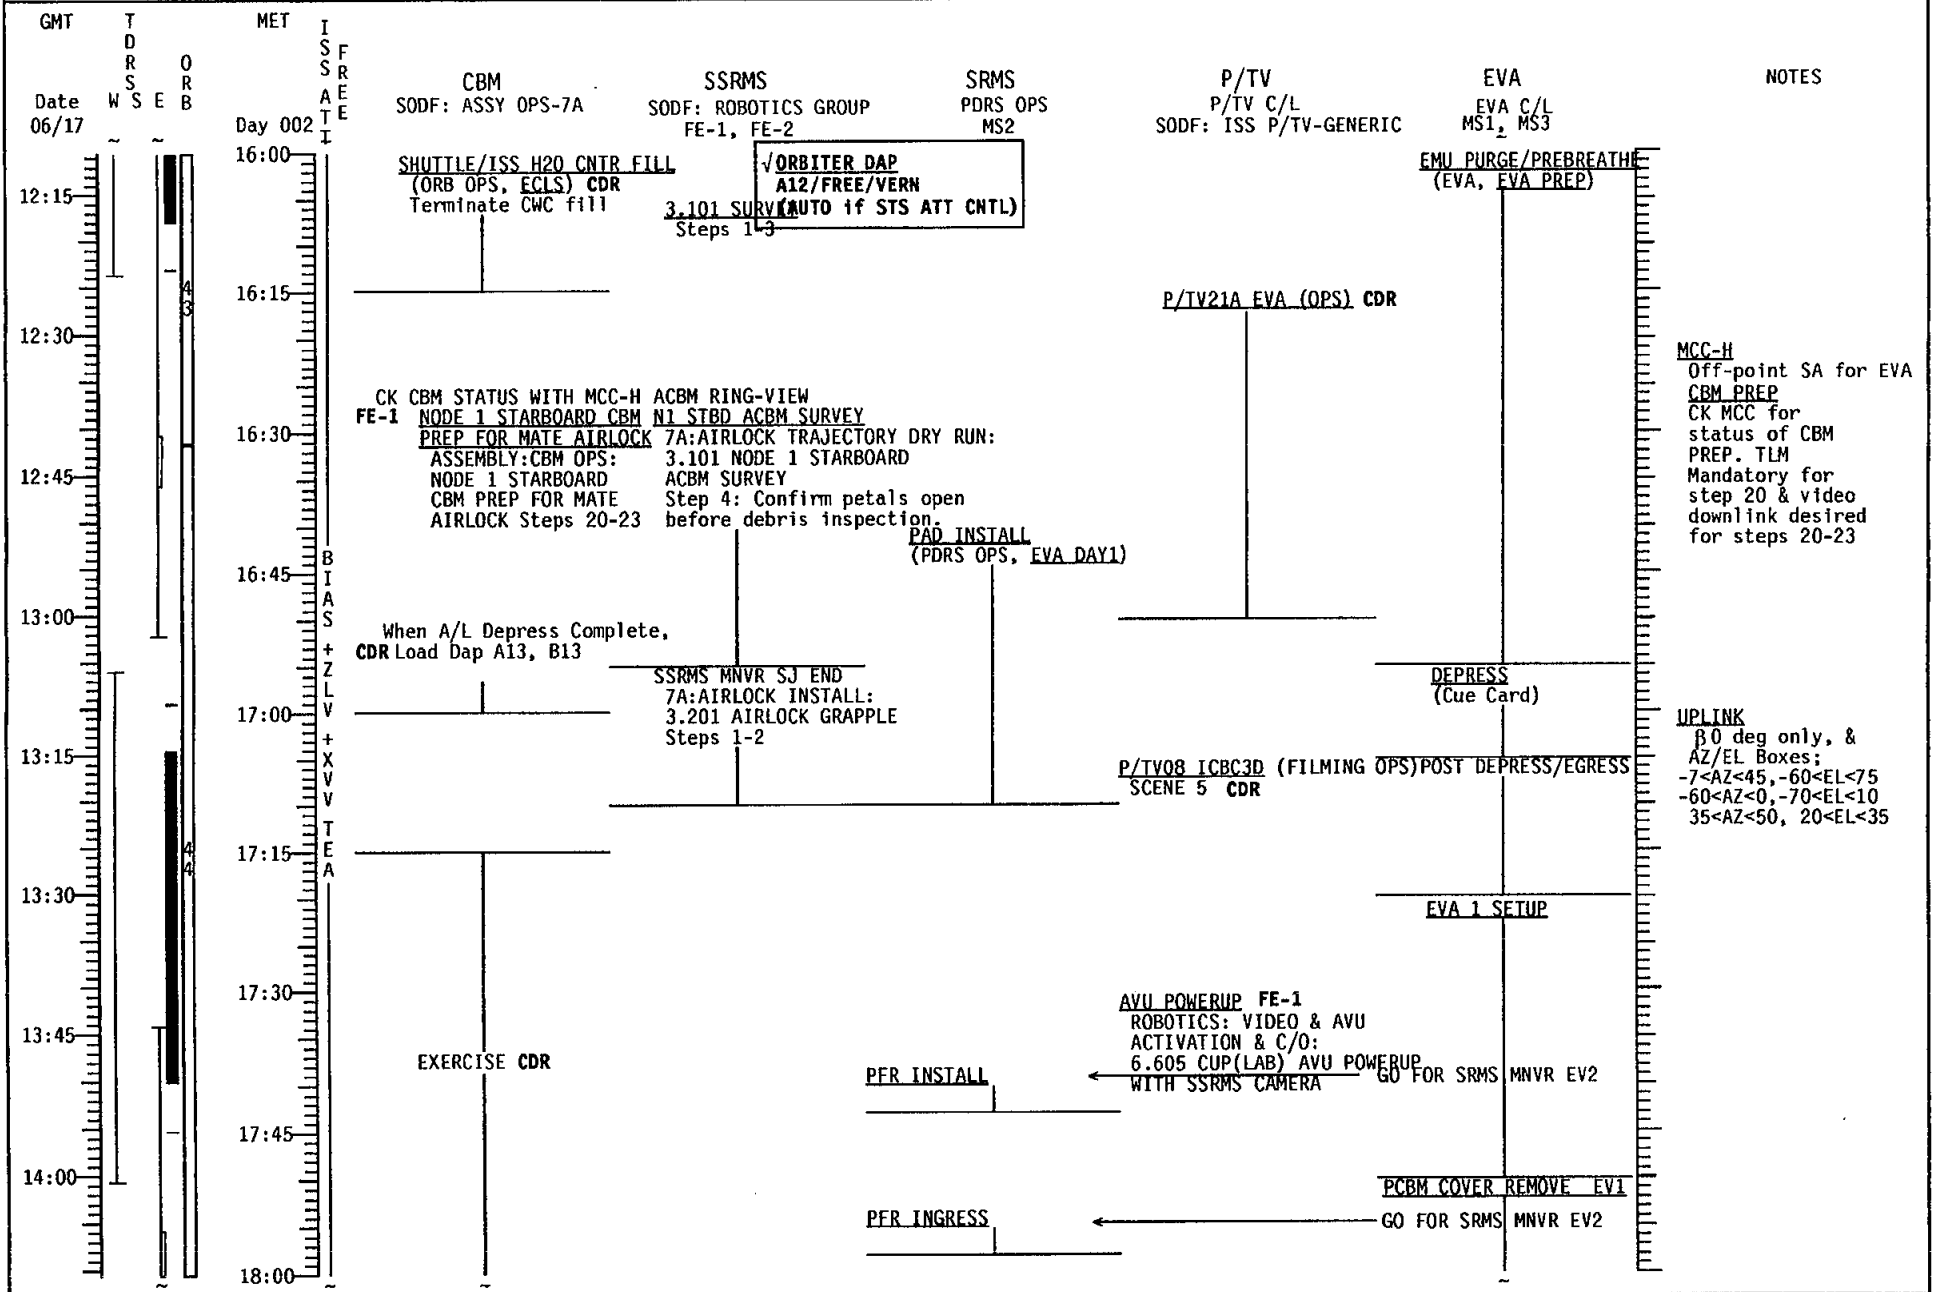 GMT
TDRSS
W S E
ORB
MET
ISS ATT
FREE
Date
06/17
Day 002
CBM
SODF: ASSY OPS-7A
SSRMS
SODF: ROBOTICS GROUP
FE-1, FE-2
SRMS
PDRS OPS
MS2
P/TV
P/TV C/L
SODF: ISS P/TV-GENERIC
EVA
EVA C/L
MS1, MS3
NOTES
12:15
12:30
12:45
13:00
13:15
13:30
13:45
14:00
43
44
16:00
16:15
16:30
16:45
17:00
17:15
17:30
17:45
18:00
BIAS +ZLV +XVV TEA
SHUTTLE/ISS H2O CNTR FILL
(ORB OPS, ECLS) CDR
Terminate CWC fill
CK CBM STATUS WITH MCC-H
FE-1 NODE 1 STARBOARD CBM
PREP FOR MATE AIRLOCK
ASSEMBLY:CBM OPS:
NODE 1 STARBOARD
CBM PREP FOR MATE
AIRLOCK Steps 20-23
When A/L Depress Complete,
CDR Load Dap A13, B13
EXERCISE CDR
√ORBITER DAP
A12/FREE/VERN
(AUTO if STS ATT CNTL)
3.101 SURV
Steps 1-3
ACBM RING-VIEW
N1 STBD ACBM SURVEY
7A:AIRLOCK TRAJECTORY DRY RUN:
3.101 NODE 1 STARBOARD
ACBM SURVEY
Step 4: Confirm petals open
before debris inspection.
SSRMS MNVR SJ END
7A:AIRLOCK INSTALL:
3.201 AIRLOCK GRAPPLE
Steps 1-2
PAD INSTALL
(PDRS OPS, EVA DAY1)
PFR INSTALL
PFR INGRESS
P/TV21A EVA (OPS) CDR
P/TV08 ICBC3D (FILMING OPS)
SCENE 5 CDR
AVU POWERUP FE-1
ROBOTICS: VIDEO & AVU
ACTIVATION & C/O:
6.605 CUP(LAB) AVU POWERUP
WITH SSRMS CAMERA
EMU PURGE/PREBREATHE
(EVA, EVA PREP)
DEPRESS
(Cue Card)
POST DEPRESS/EGRESS
EVA 1 SETUP
GO FOR SRMS MNVR EV2
PCBM COVER REMOVE EV1
GO FOR SRMS MNVR EV2
MCC-H
Off-point SA for EVA
CBM PREP
CK MCC for
status of CBM
PREP. TLM
Mandatory for
step 20 & video
downlink desired
for steps 20-23
UPLINK
β0 deg only, &
AZ/EL Boxes;
-7<AZ<45,-60<EL<75
-60<AZ<0,-70<EL<10
35<AZ<50, 20<EL<35